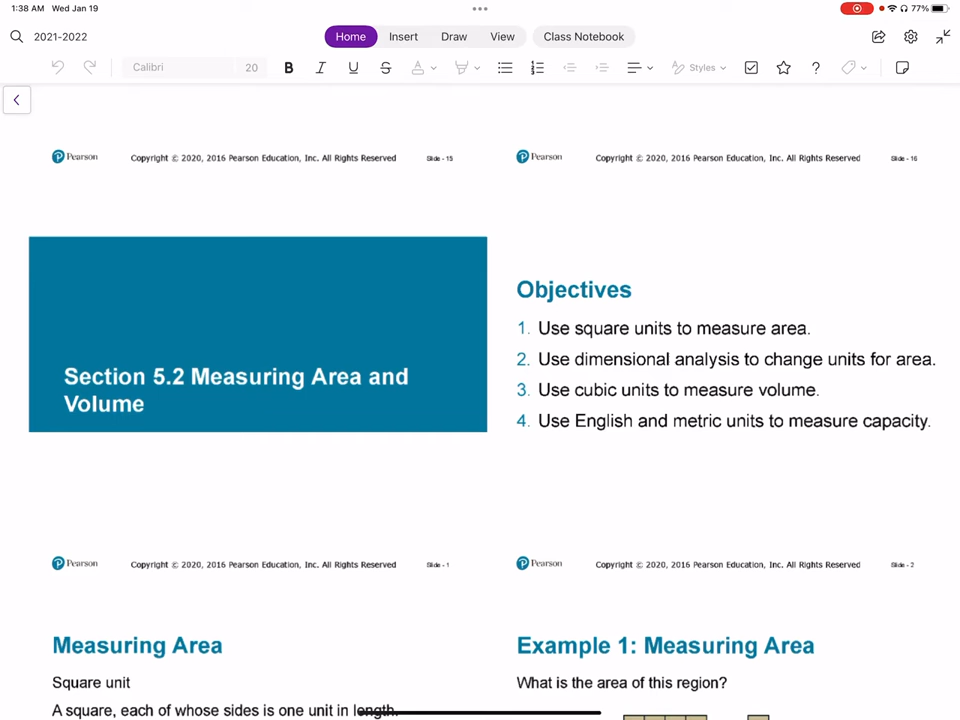 1:38 AM Wed Jan 19
77%
2021-2022
Home Insert Draw View Class Notebook
Calibri 20 B I U S A Styles ?
Pearson Copyright © 2020, 2016 Pearson Education, Inc. All Rights Reserved Slide - 15
Pearson Copyright © 2020, 2016 Pearson Education, Inc. All Rights Reserved Slide - 16
Section 5.2 Measuring Area and
Volume
Objectives
1. Use square units to measure area.
2. Use dimensional analysis to change units for area.
3. Use cubic units to measure volume.
4. Use English and metric units to measure capacity.
Pearson Copyright © 2020, 2016 Pearson Education, Inc. All Rights Reserved Slide - 1
Pearson Copyright © 2020, 2016 Pearson Education, Inc. All Rights Reserved Slide - 2
Measuring Area
Square unit
A square, each of whose sides is one unit in length.
Example 1: Measuring Area
What is the area of this region?